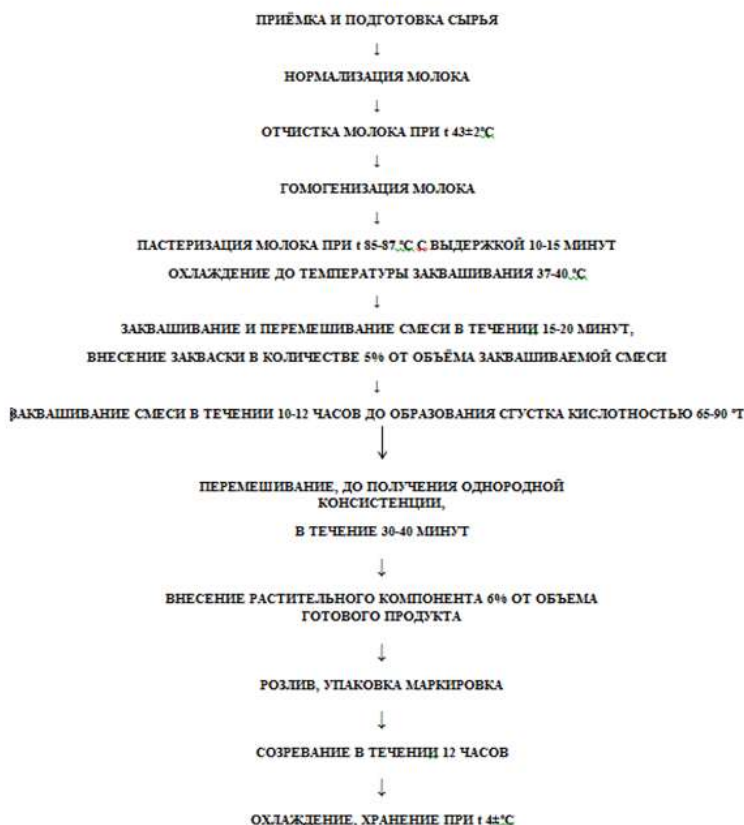 ПРИЁМКА И ПОДГОТОВКА СЫРЬЯ
↓
НОРМАЛИЗАЦИЯ МОЛОКА
↓
ОТЧИСТКА МОЛОКА ПРИ t 43±2°С
↓
ГОМОГЕНИЗАЦИЯ МОЛОКА
↓
ПАСТЕРИЗАЦИЯ МОЛОКА ПРИ t 85-87 °С С ВЫДЕРЖКОЙ 10-15 МИНУТ
ОХЛАЖДЕНИЕ ДО ТЕМПЕРАТУРЫ ЗАКВАШИВАНИЯ 37-40 °С
↓
ЗАКВАШИВАНИЕ И ПЕРЕМЕШИВАНИЕ СМЕСИ В ТЕЧЕНИИ 15-20 МИНУТ,
ВНЕСЕНИЕ ЗАКВАСКИ В КОЛИЧЕСТВЕ 5% ОТ ОБЪЁМА ЗАКВАШИВАЕМОЙ СМЕСИ
↓
ЗАКВАШИВАНИЕ СМЕСИ В ТЕЧЕНИИ 10-12 ЧАСОВ ДО ОБРАЗОВАНИЯ СГУСТКА КИСЛОТНОСТЬЮ 65-90 °Т
↓
ПЕРЕМЕШИВАНИЕ, ДО ПОЛУЧЕНИЯ ОДНОРОДНОЙ
КОНСИСТЕНЦИИ,
В ТЕЧЕНИЕ 30-40 МИНУТ
↓
ВНЕСЕНИЕ РАСТИТЕЛЬНОГО КОМПОНЕНТА 6% ОТ ОБЪЕМА
ГОТОВОГО ПРОДУКТА
↓
РОЗЛИВ, УПАКОВКА МАРКИРОВКА
↓
СОЗРЕВАНИЕ В ТЕЧЕНИИ 12 ЧАСОВ
↓
ОХЛАЖДЕНИЕ, ХРАНЕНИЕ ПРИ t 4±°С